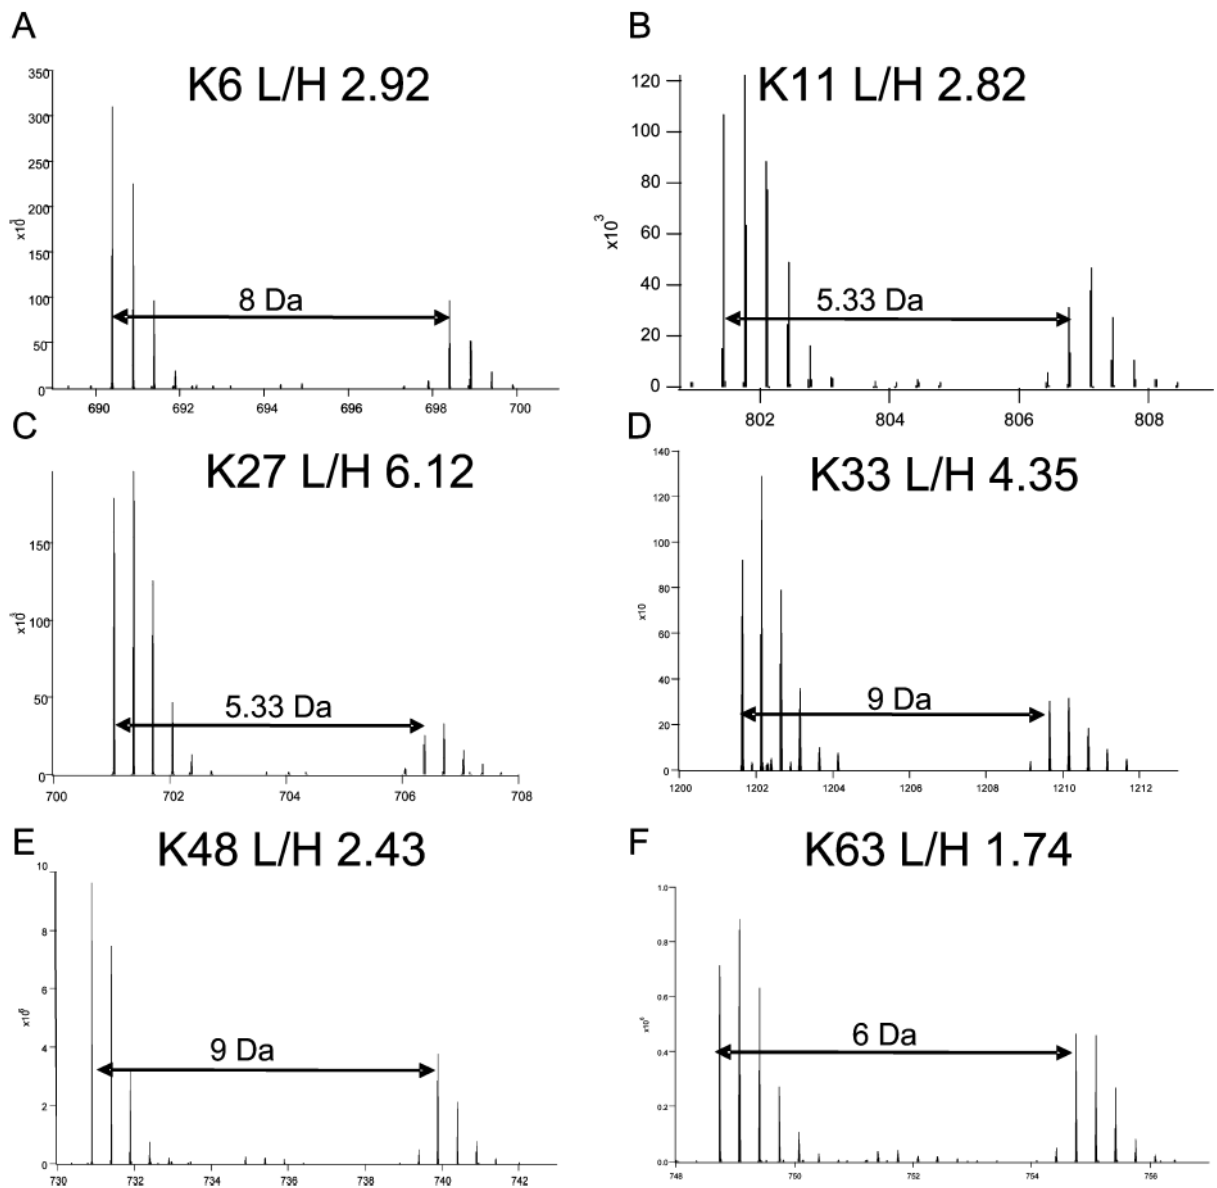 A
K6 L/H 2.92
350
300
250
200
150
100
50
0
x10³
8 Da
690 692 694 696 698 700
B
K11 L/H 2.82
120
100
80
60
40
20
0
x10³
5.33 Da
802 804 806 808
C
K27 L/H 6.12
150
100
50
0
x10³
5.33 Da
700 702 704 706 708
D
K33 L/H 4.35
140
120
100
80
60
40
20
0
x10
9 Da
1200 1202 1204 1206 1208 1210 1212
E
K48 L/H 2.43
10
8
6
4
2
0
x10⁶
9 Da
730 732 734 736 738 740 742
F
K63 L/H 1.74
1.0
0.8
0.6
0.4
0.2
0.0
x10⁶
6 Da
748 750 752 754 756